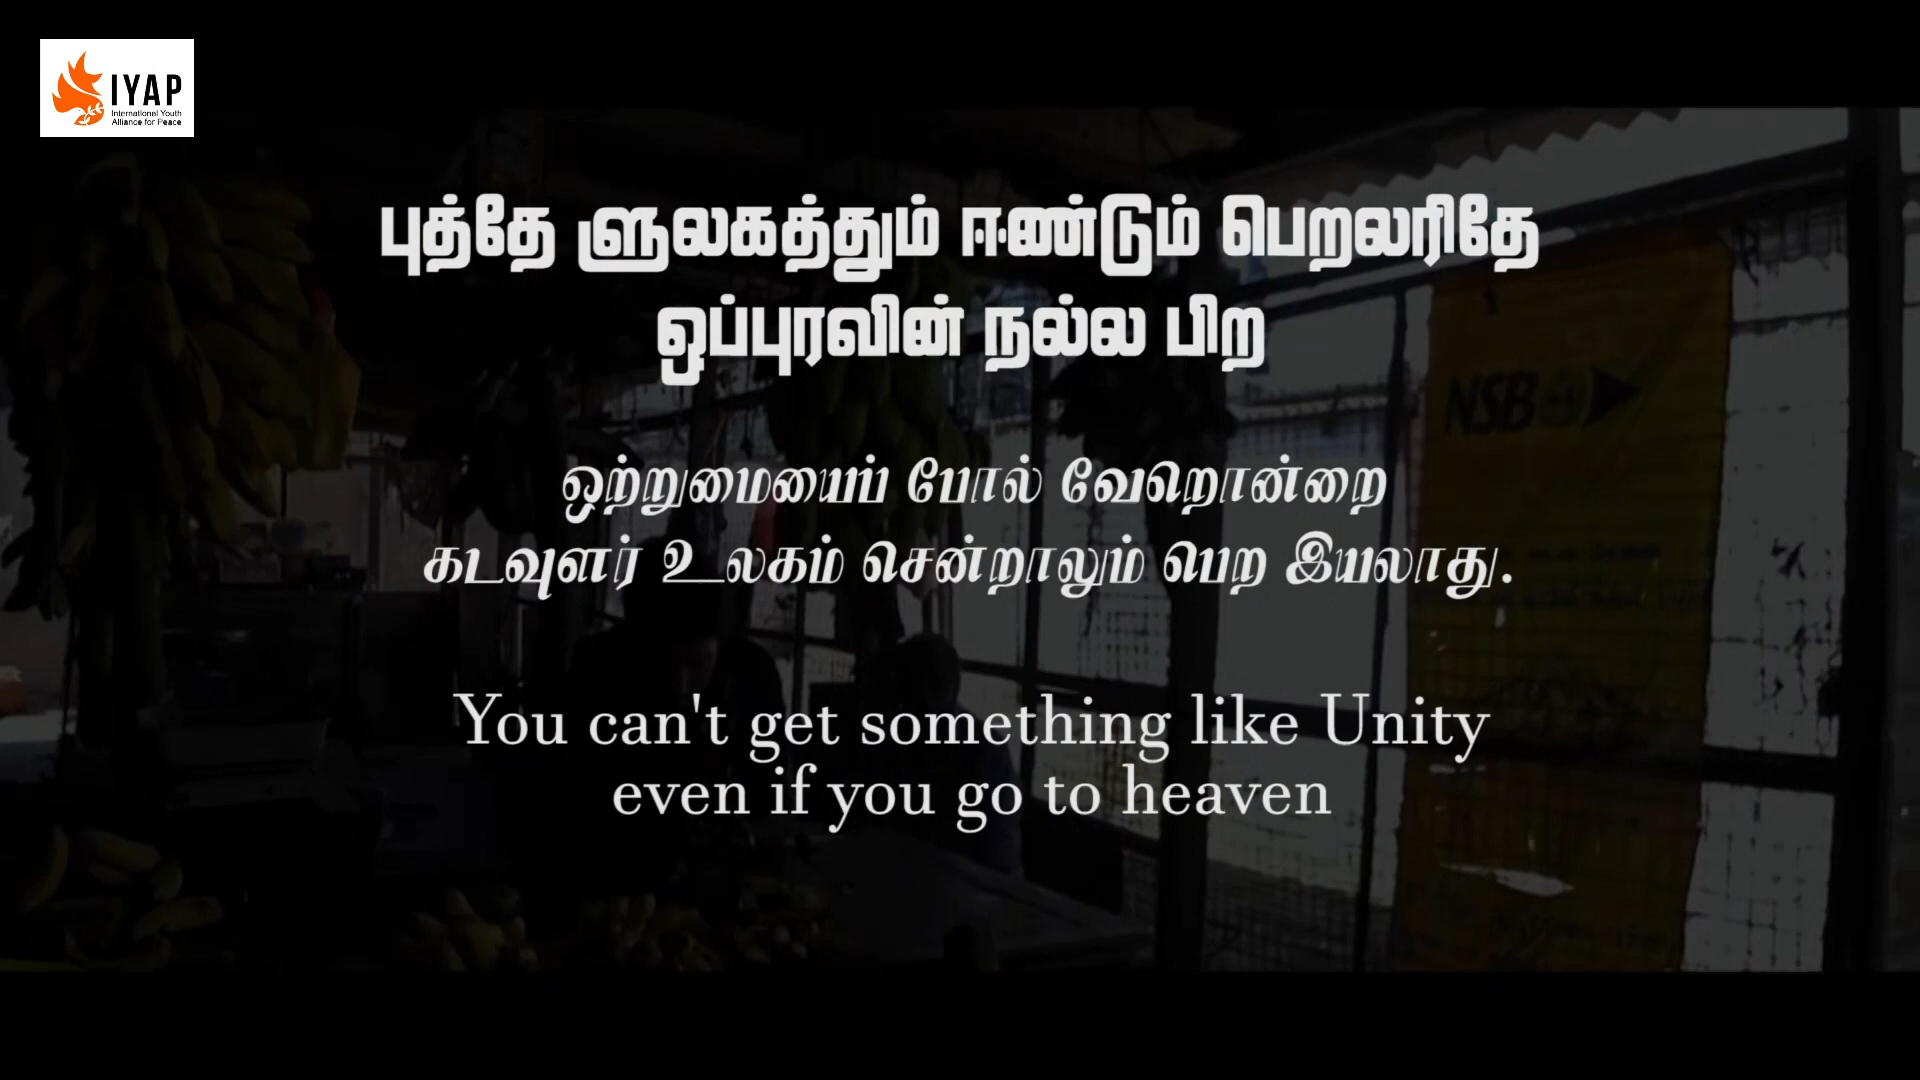 IYAP
International Youth
Alliance for Peace
புத்தே ளுலகத்தும் ஈண்டும் பெறலரிதே
ஒப்புரவின் நல்ல பிற
NSB
ஒற்றுமையைப் போல் வேறொன்றை
கடவுளர் உலகம் சென்றாலும் பெற இயலாது.
You can't get something like Unity
even if you go to heaven